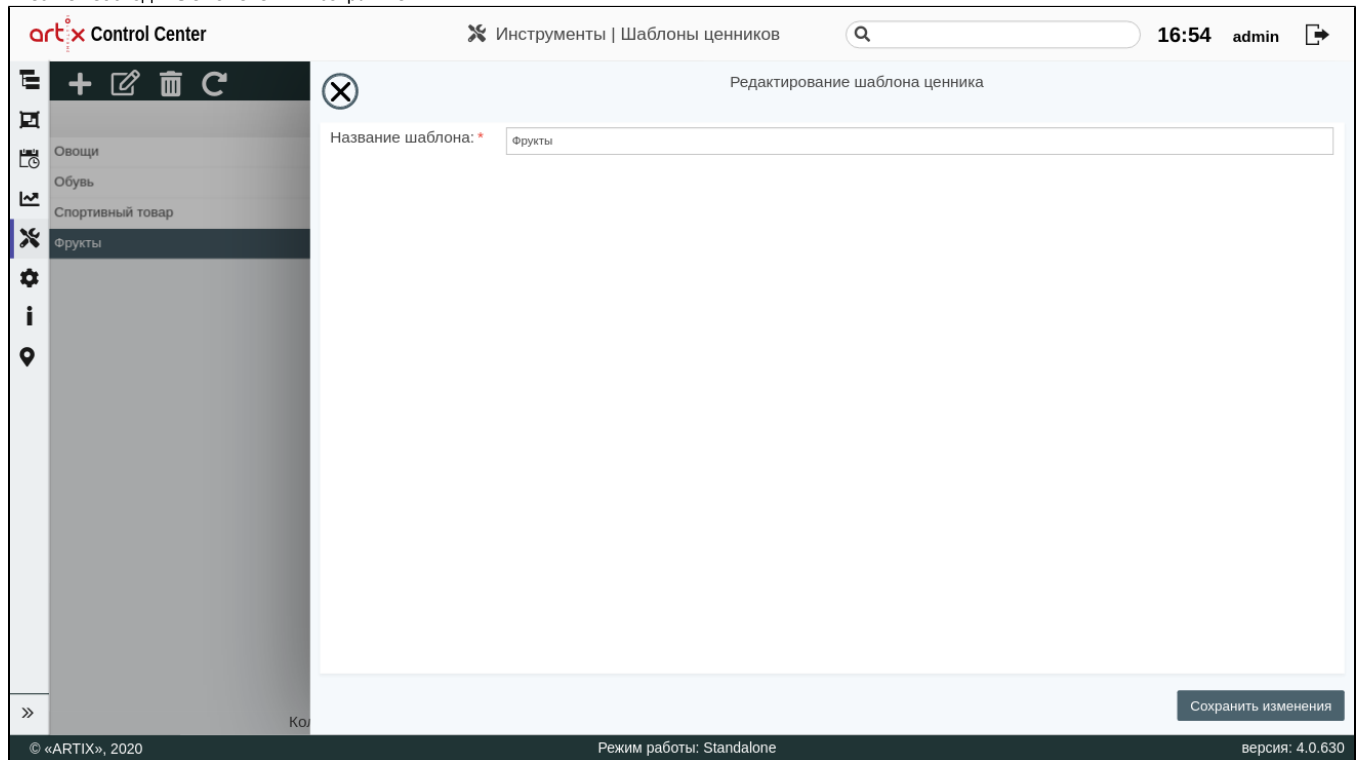 artix Control Center
Инструменты | Шаблоны ценников
16:54 admin
Редактирование шаблона ценника
Название шаблона: *
Фрукты
Овощи
Обувь
Спортивный товар
Фрукты
Кол
Сохранить изменения
© «ARTIX», 2020
Режим работы: Standalone
версия: 4.0.630